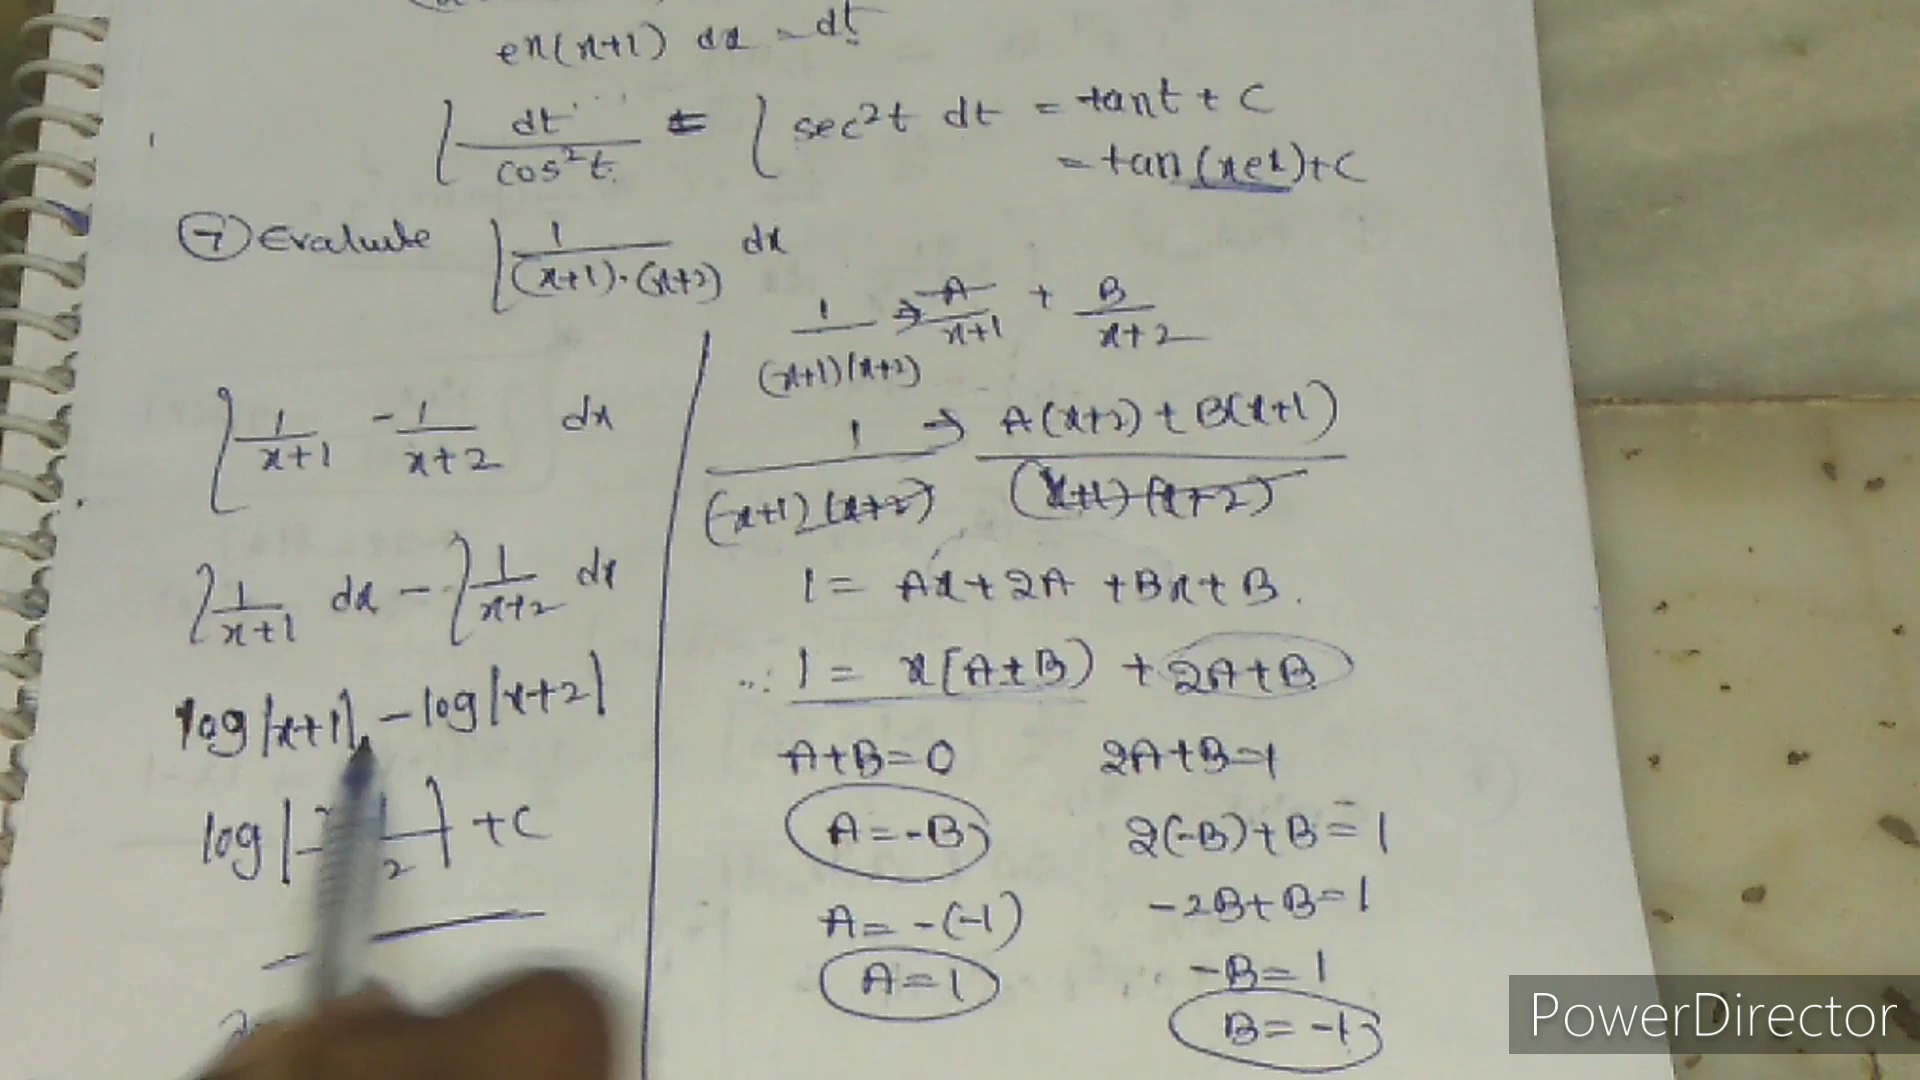 ex(x+1) dx = dt
∫ dt/cos²t = ∫ sec²t dt = tant + C
= tan(xeˣ)+C
⑦ Evaluate ∫ 1/((x+1)·(x+2)) dx
∫ 1/(x+1) - 1/(x+2) dx
∫ 1/(x+1) dx - ∫ 1/(x+2) dx
log|x+1| - log|x+2|
log| 2| +C
1/((x+1)(x+2)) → A/(x+1) + B/(x+2)
1/((x+1)(x+2)) → (A(x+2) + B(x+1))/((x+1)(x+2))
1 = Ax+2A +Bx+B.
1 = x[A+B) + 2A+B
A+B=0 2A+B=1
A=-B 2(-B)+B=1
A=-(-1) -2B+B=1
A=1 -B=1
B=-1
PowerDirector